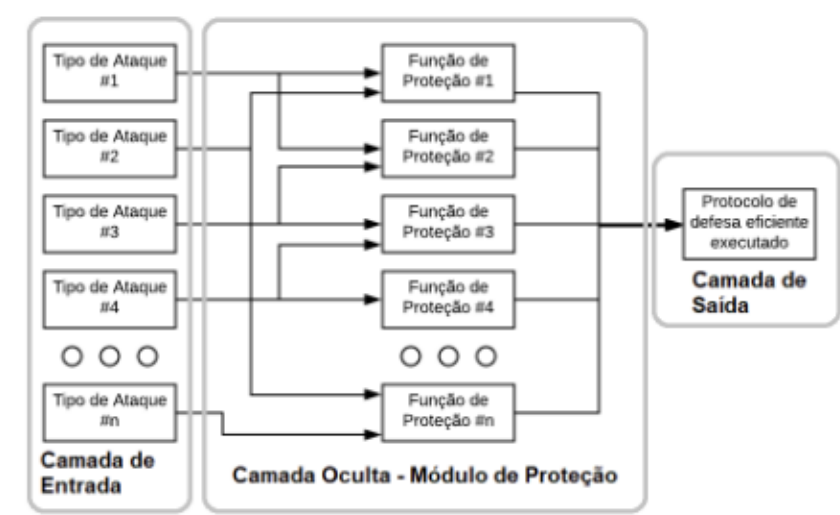 Tipo de Ataque
#1
Tipo de Ataque
#2
Tipo de Ataque
#3
Tipo de Ataque
#4
Tipo de Ataque
#n
Camada de
Entrada
Função de
Proteção #1
Função de
Proteção #2
Função de
Proteção #3
Função de
Proteção #4
Função de
Proteção #n
Camada Oculta - Módulo de Proteção
Protocolo de
defesa eficiente
executado
Camada de
Saída